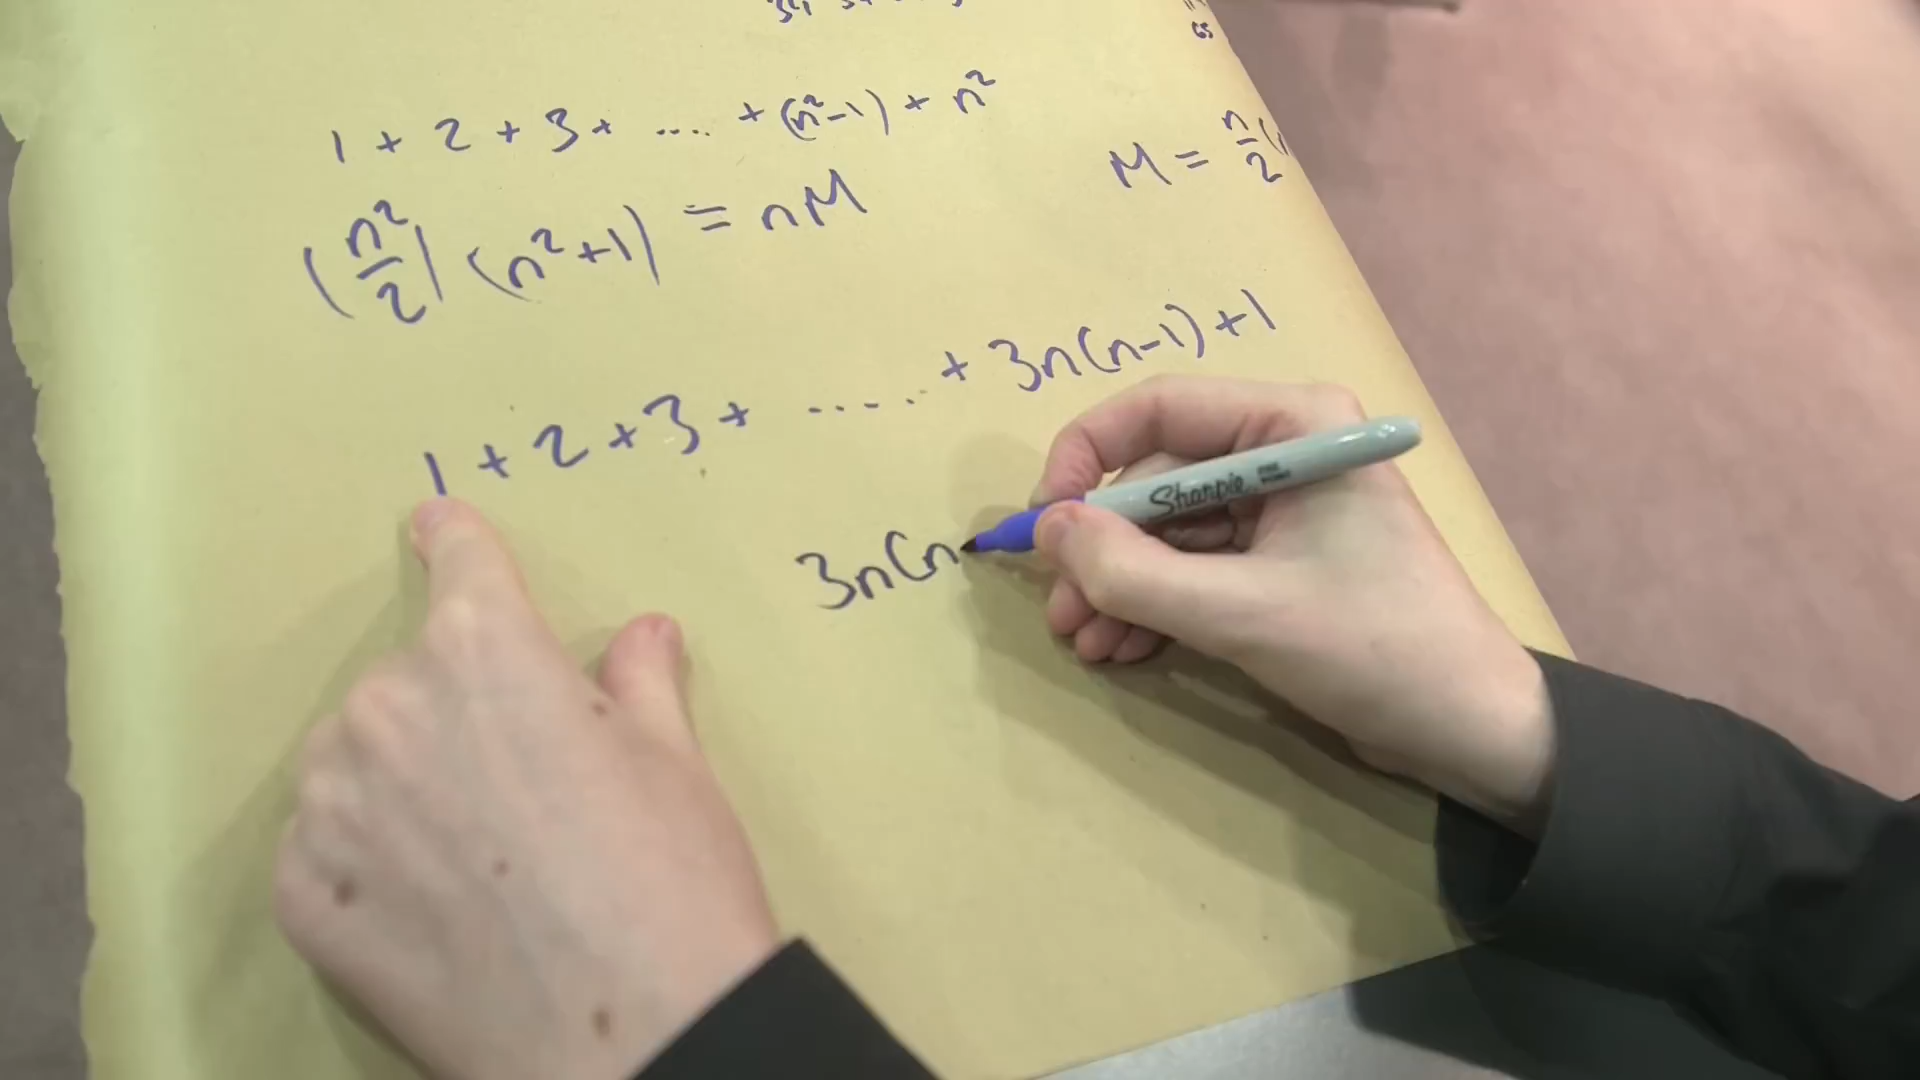 1 + 2 + 3 + .... + (n²-1) + n²
(n²/2) (n²+1) = nM
M = n/2 (
1 + 2 + 3 + ..... + 3n(n-1)+1
3n(n
Sharpie
65